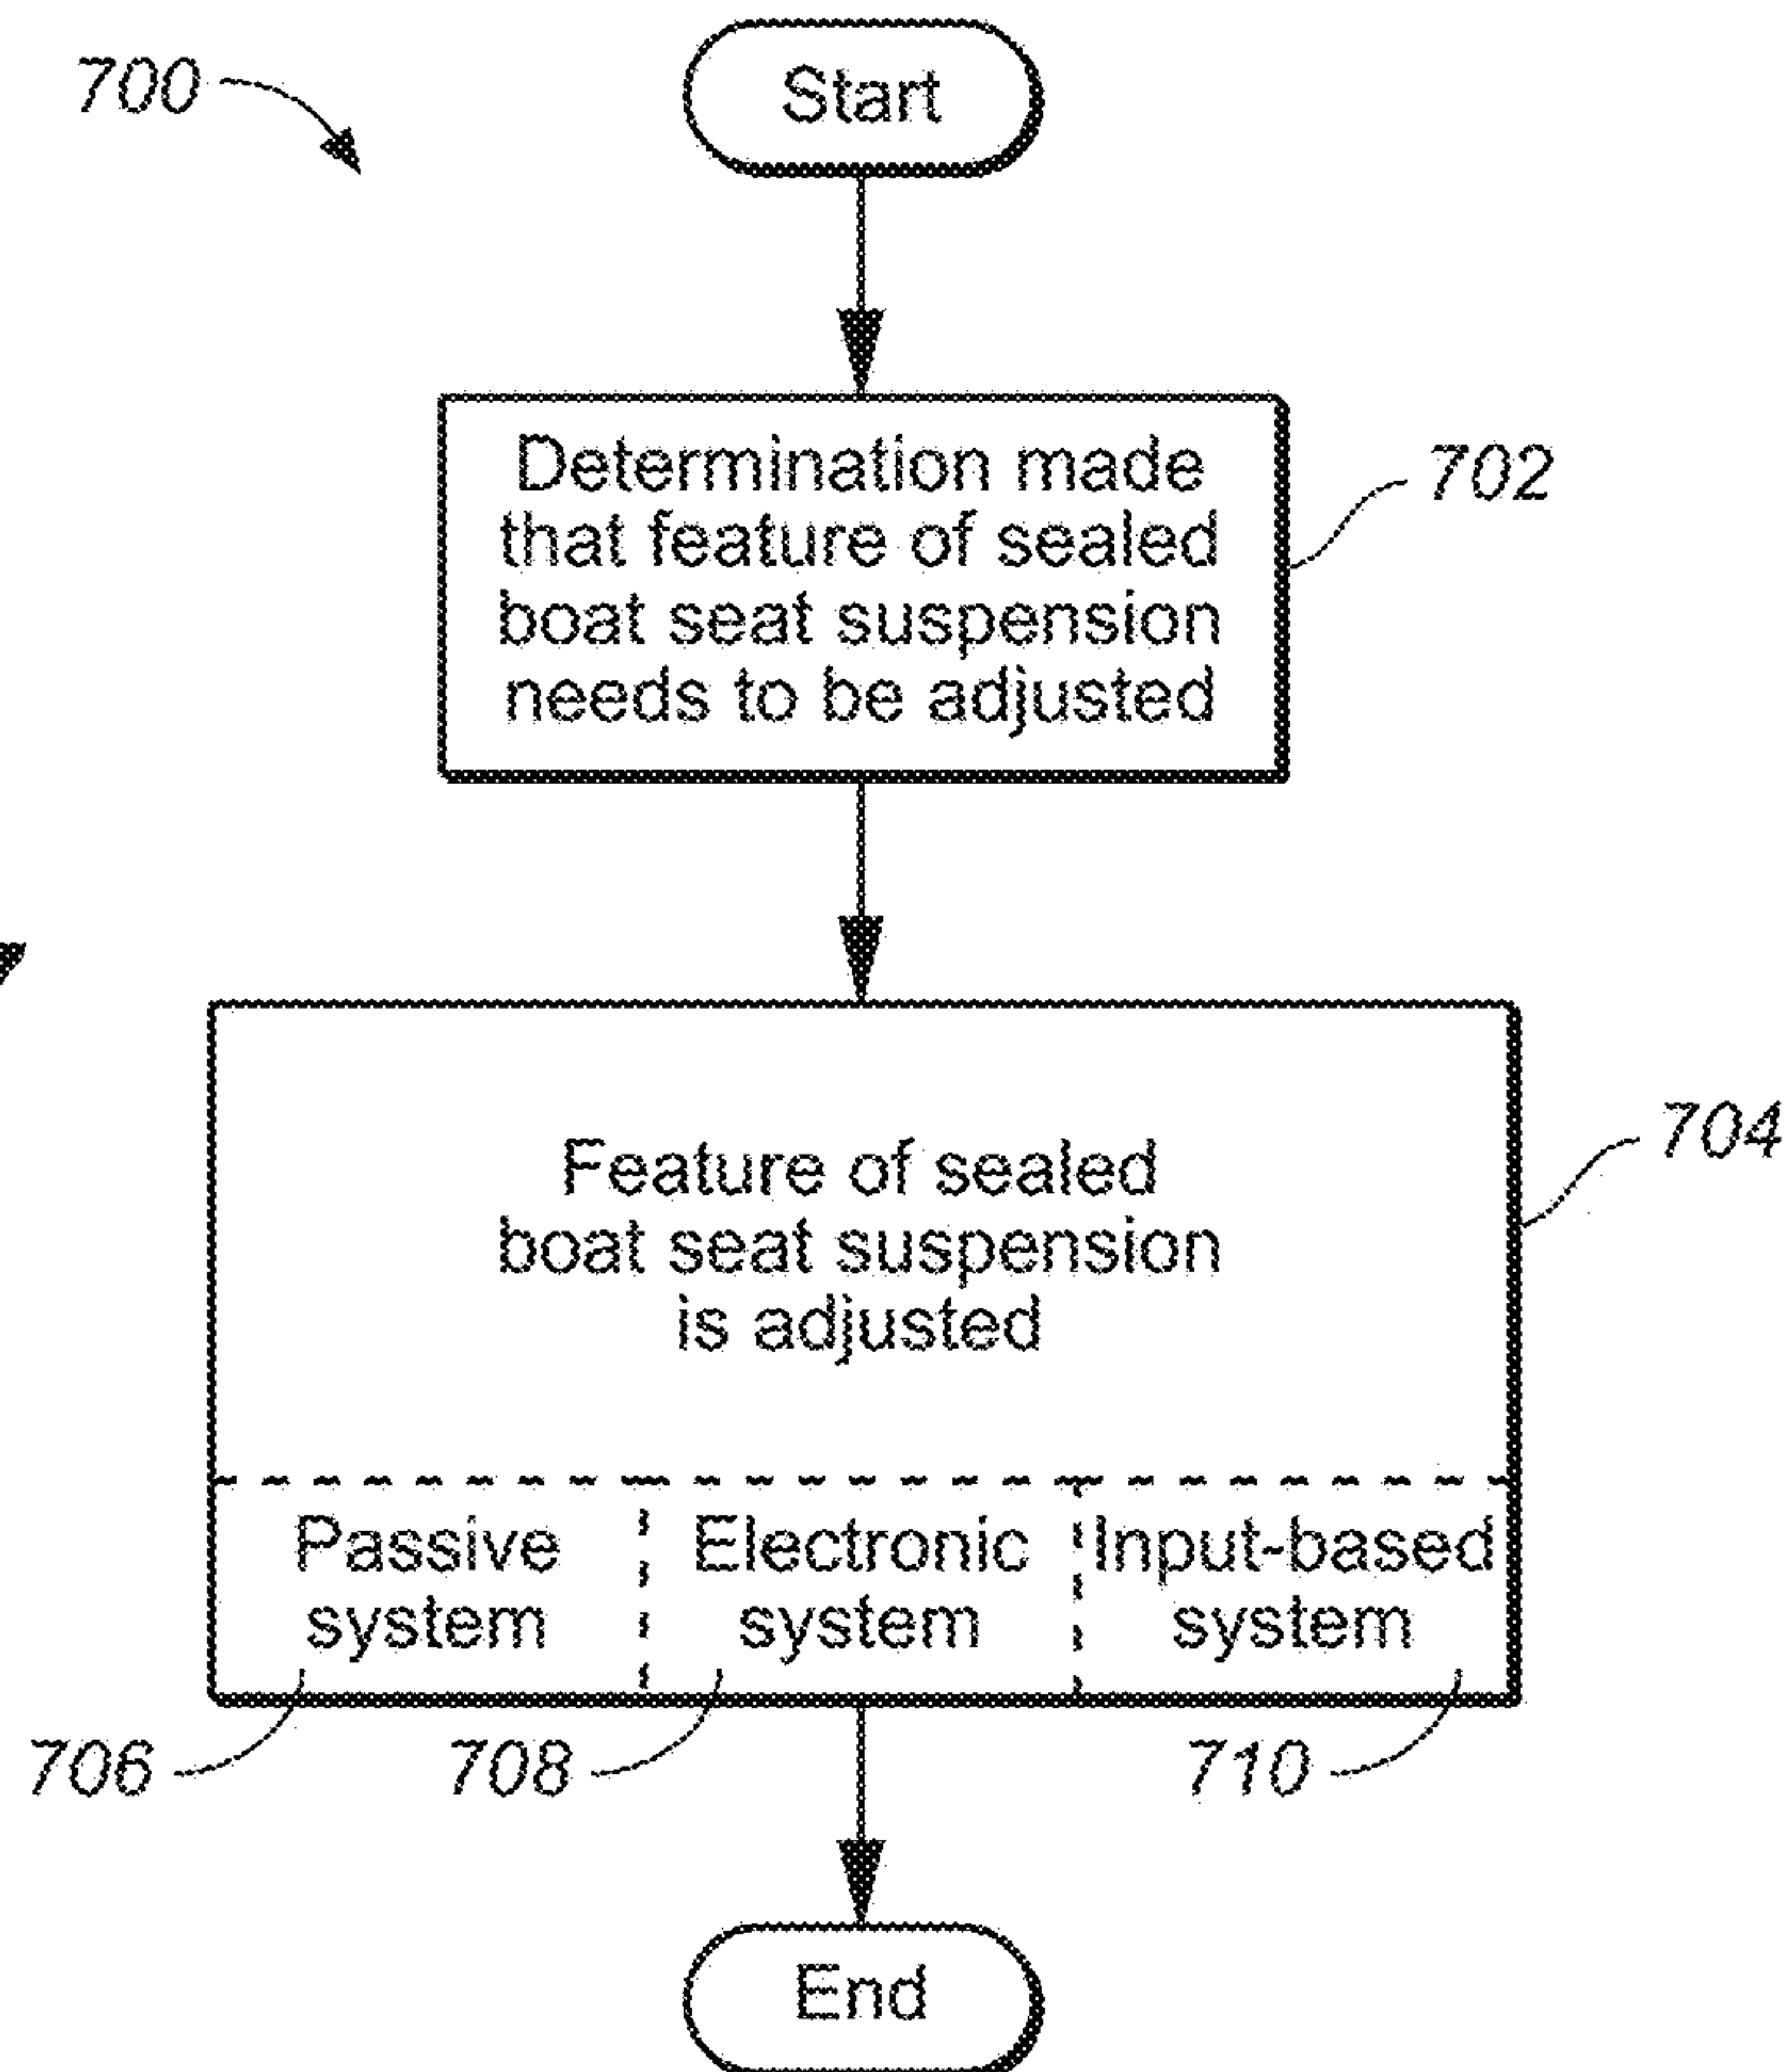 700
Start
Determination made
that feature of sealed
boat seat suspension
needs to be adjusted
702
Feature of sealed
boat seat suspension
is adjusted
704
Passive
system
Electronic
system
Input-based
system
706
708
710
End